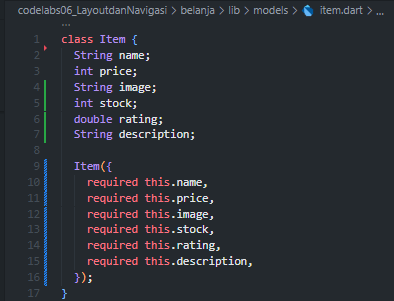 codelabs06_LayoutdanNavigasi > belanja > lib > models > item.dart > ...
...
1 class Item {
2 String name;
3 int price;
4 String image;
5 int stock;
6 double rating;
7 String description;
8
9 Item({
10 required this.name,
11 required this.price,
12 required this.image,
13 required this.stock,
14 required this.rating,
15 required this.description,
16 });
17 }